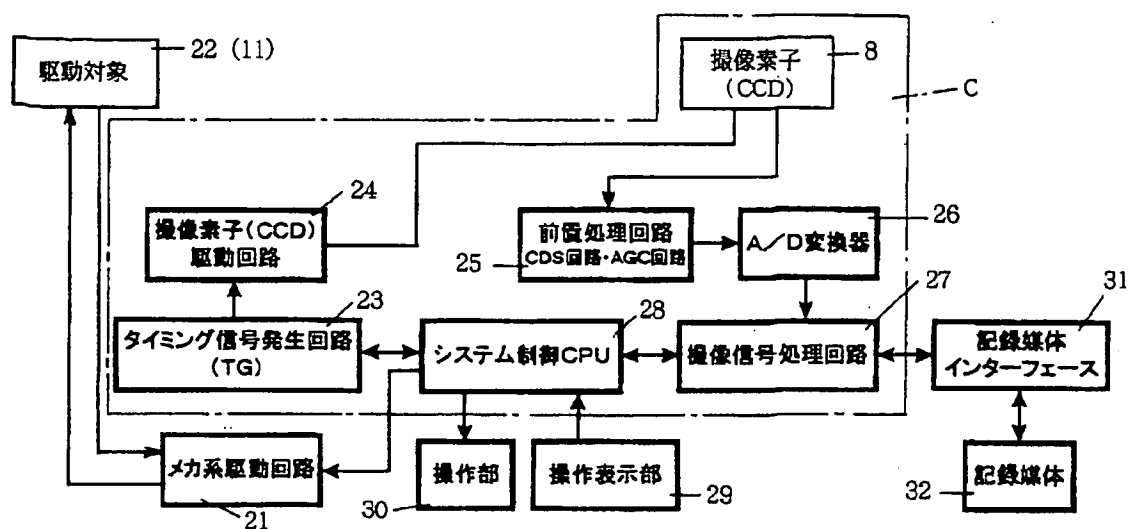 22 (11)
駆動対象
撮像素子
(CCD)
8
C
24
撮像素子(CCD)
駆動回路
前置処理回路
CDS回路・AGC回路
25
26
A/D変換器
23
タイミング信号発生回路
(TG)
28
システム制御CPU
27
撮像信号処理回路
31
記録媒体
インターフェース
メカ系駆動回路
21
操作部
30
操作表示部
29
記録媒体
32